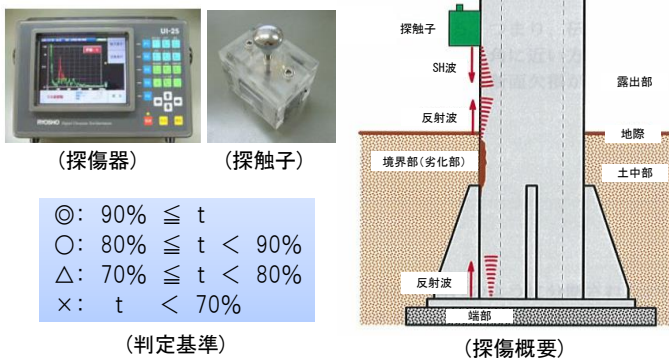 UI-25
RYOSHO
(探傷器)
(探触子)
◎: 90% ≦ t
○: 80% ≦ t < 90%
△: 70% ≦ t < 80%
×: t < 70%
(判定基準)
探触子
SH波
露出部
反射波
地際
境界部(劣化部)
土中部
反射波
端部
(探傷概要)